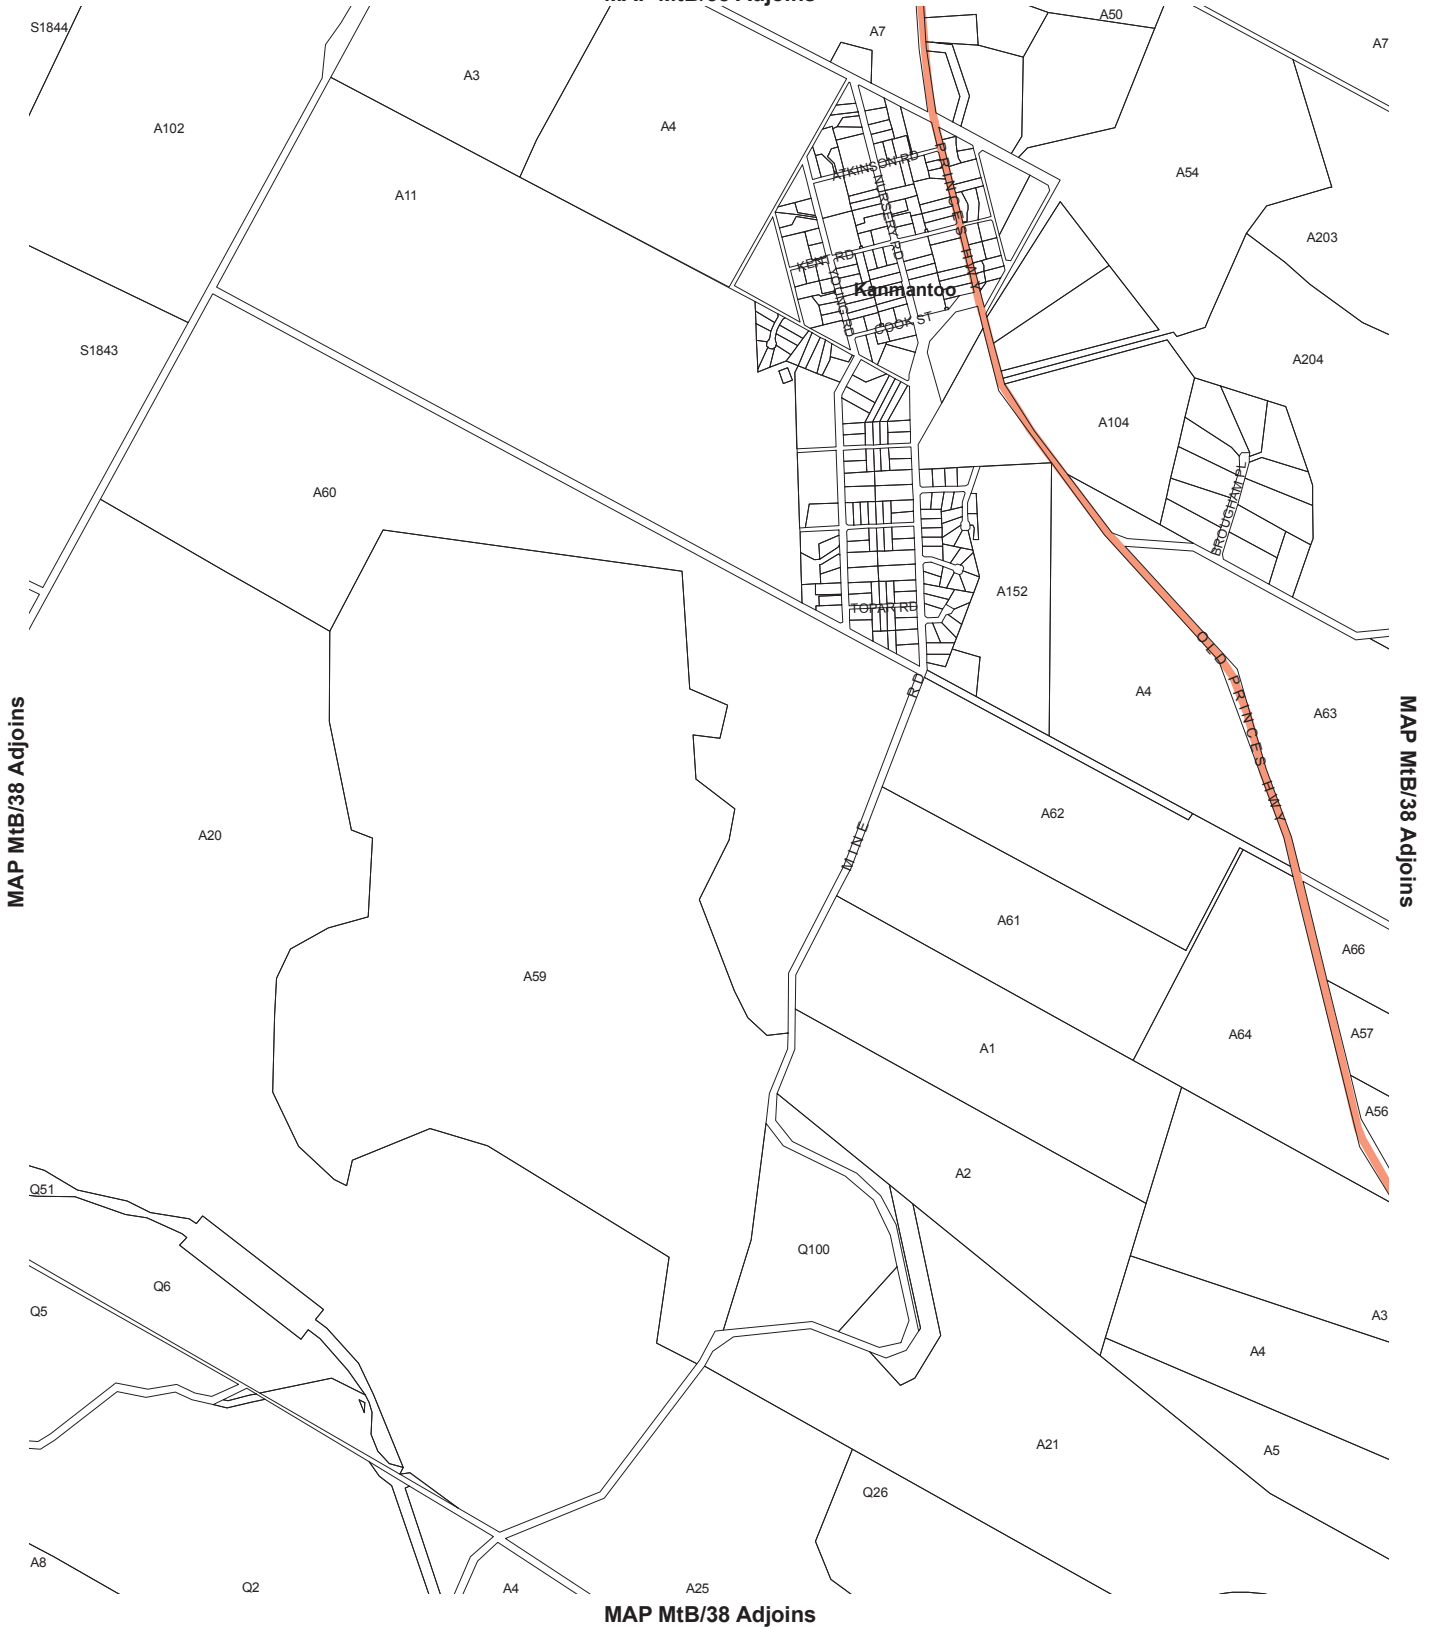 MAP MtB/38 Adjoins
S1844
A50
A7
A7
A3
A102
A4
ATKINSON RD
A54
A11
NURSERY RD
PRINCES HWY
A203
KENT RD
YOUNG RD
Kanmantoo
COOK ST
S1843
A204
A104
A60
BROUGHAM PL
A152
TOPAR RD
OLD PRINCES HWY
A4
A63
MINE RD
MAP MtB/38 Adjoins
MAP MtB/38 Adjoins
A62
A20
A61
A66
A59
A64
A57
A1
A56
A2
Q51
Q100
Q6
Q5
A3
A4
A21
A5
Q26
A8
Q2
A4
A25
MAP MtB/38 Adjoins